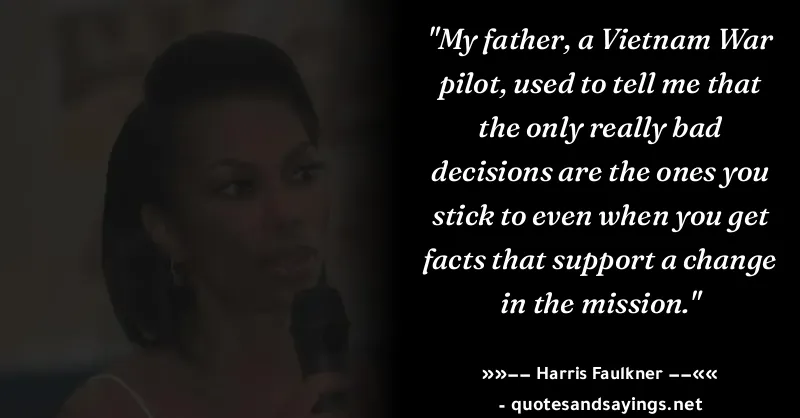 "My father, a Vietnam War
pilot, used to tell me that
the only really bad
decisions are the ones you
stick to even when you get
facts that support a change
in the mission."
»»−− Harris Faulkner −−««
- quotesandsayings.net